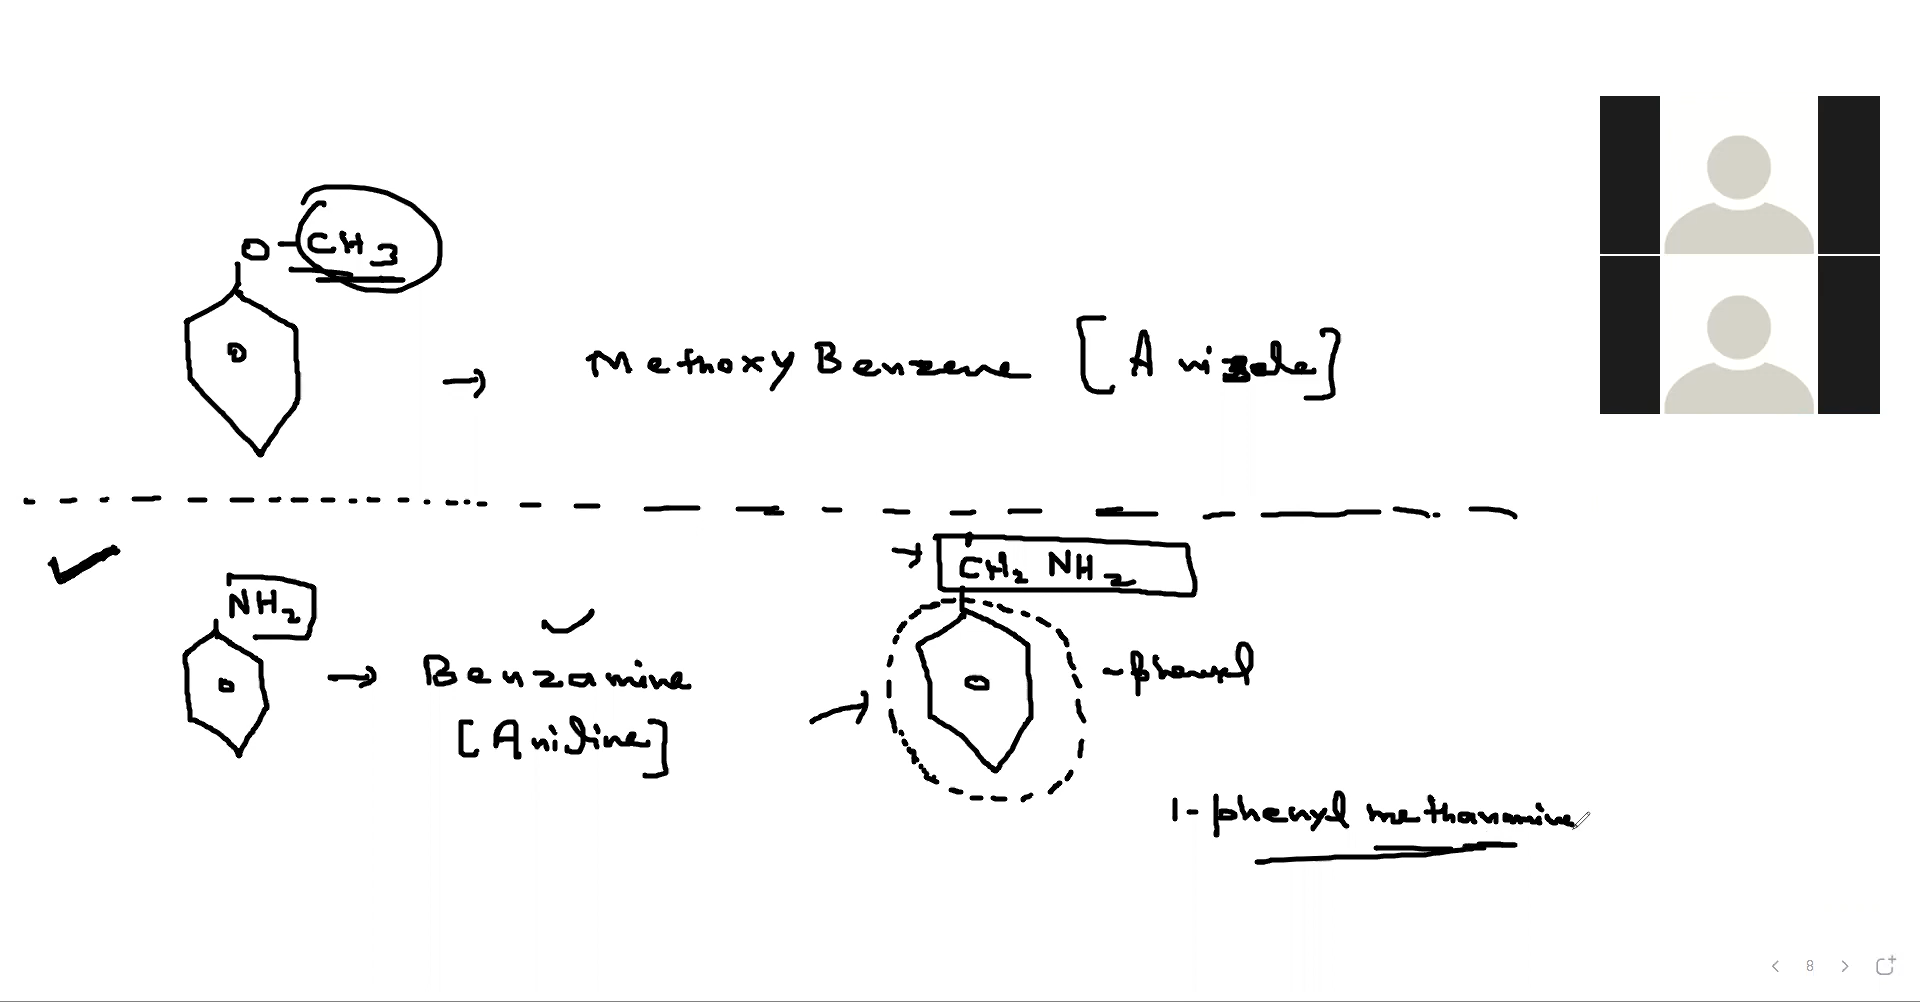 O-CH3
→ Methoxy Benzene [Anisole]
NH2
→ Benzamine
[Aniline]
→ CH2 NH2
- phenyl
1- phenyl methanamine
8